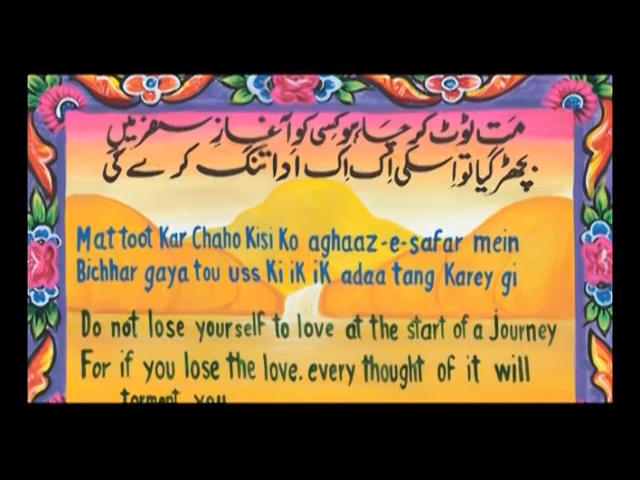 مت ٹوٹ کر چاہو کسی کو آغازِ سفر میں
بچھڑ گیا تو اسکی اِک اِک ادا تنگ کرے گی
Mat toot Kar Chaho Kisi Ko aghaaz-e-safar mein
Bichhar gaya tou uss Ki iK iK adaa tang Karey gi
Do not lose yourself to love at the start of a Journey
For if you lose the love. every thought of it will
torment you